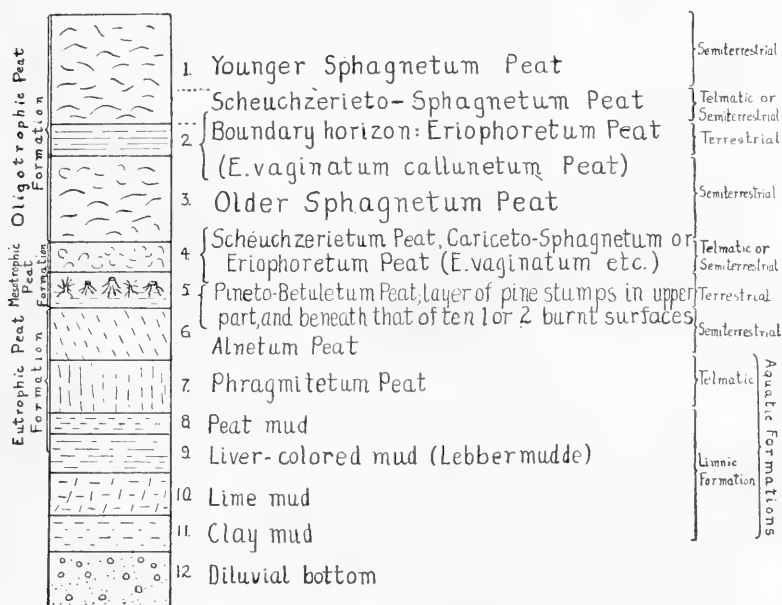 Oligotrophic Peat
Formation
Mesotrophic
Peat
Formation
Eutrophic Peat
Formation
1. Younger Sphagnetum Peat
Scheuchzerieto-Sphagnetum Peat
2. Boundary horizon: Eriophoretum Peat
(E.vaginatum callunetum Peat)
3. Older Sphagnetum Peat
4. Scheuchzerietum Peat, Cariceto-Sphagnetum or
Eriophoretum Peat (E.vaginatum etc.)
5. Pineto-Betuletum Peat, layer of pine stumps in upper
part, and beneath that often 1 or 2 burnt surfaces
6. Alnetum Peat
7. Phragmitetum Peat
8. Peat mud
9. Liver-colored mud (Lebbermudde)
10. Lime mud
11. Clay mud
12. Diluvial bottom
Semiterrestrial
Telmatic or
Semiterrestrial
Terrestrial
Semiterrestrial
Telmatic or
Semiterrestrial
Terrestrial
Semiterrestrial
Telmatic
Limnic
Formation
Aquatic Formations